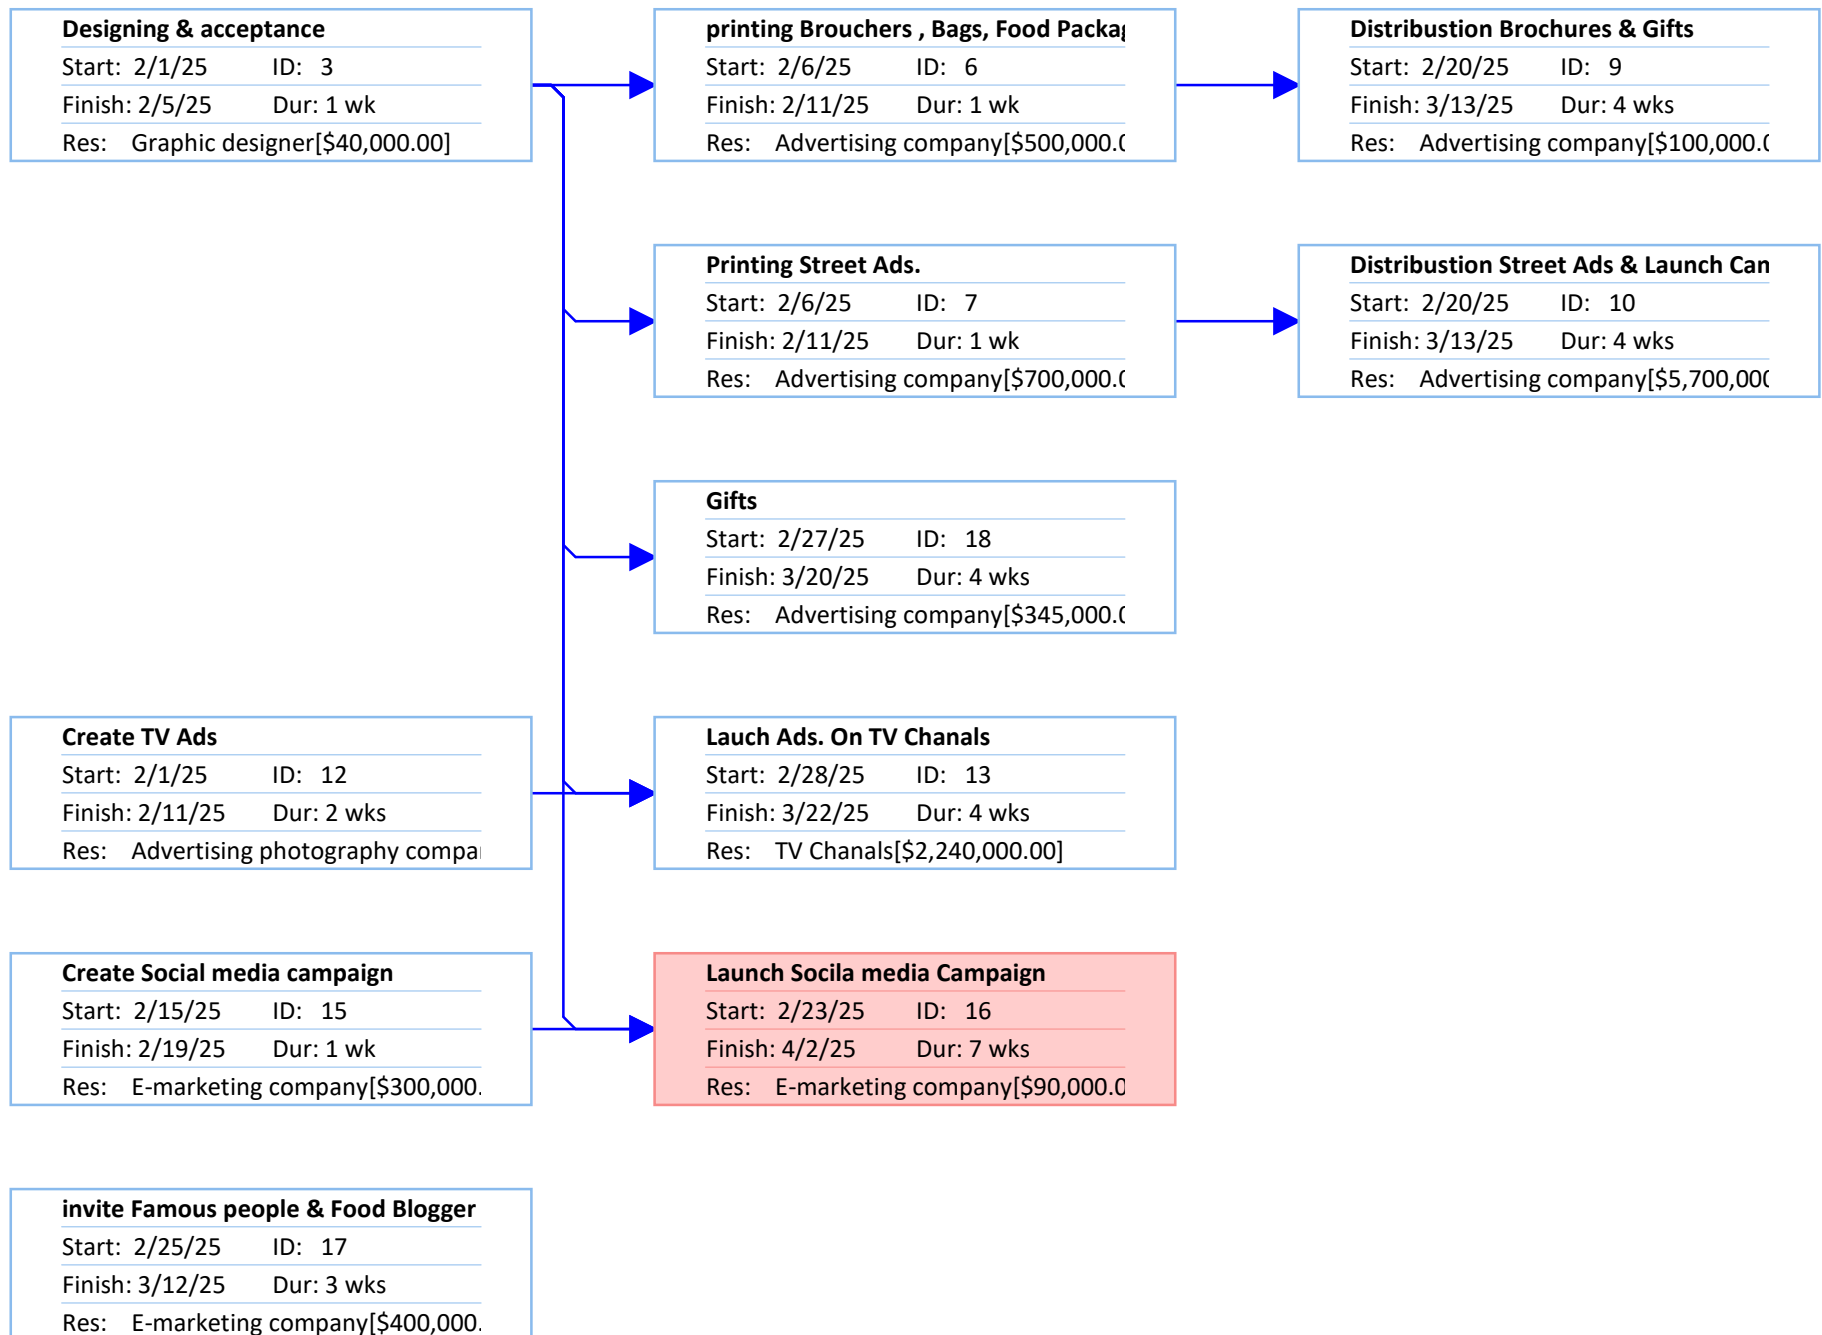 Designing & acceptance
Start: 2/1/25 ID: 3
Finish: 2/5/25 Dur: 1 wk
Res: Graphic designer[$40,000.00]
printing Brouchers , Bags, Food Packag
Start: 2/6/25 ID: 6
Finish: 2/11/25 Dur: 1 wk
Res: Advertising company[$500,000.0
Distribustion Brochures & Gifts
Start: 2/20/25 ID: 9
Finish: 3/13/25 Dur: 4 wks
Res: Advertising company[$100,000.0
Printing Street Ads.
Start: 2/6/25 ID: 7
Finish: 2/11/25 Dur: 1 wk
Res: Advertising company[$700,000.0
Distribustion Street Ads & Launch Cam
Start: 2/20/25 ID: 10
Finish: 3/13/25 Dur: 4 wks
Res: Advertising company[$5,700,000
Gifts
Start: 2/27/25 ID: 18
Finish: 3/20/25 Dur: 4 wks
Res: Advertising company[$345,000.0
Create TV Ads
Start: 2/1/25 ID: 12
Finish: 2/11/25 Dur: 2 wks
Res: Advertising photography compan
Lauch Ads. On TV Chanals
Start: 2/28/25 ID: 13
Finish: 3/22/25 Dur: 4 wks
Res: TV Chanals[$2,240,000.00]
Create Social media campaign
Start: 2/15/25 ID: 15
Finish: 2/19/25 Dur: 1 wk
Res: E-marketing company[$300,000.
Launch Socila media Campaign
Start: 2/23/25 ID: 16
Finish: 4/2/25 Dur: 7 wks
Res: E-marketing company[$90,000.0
invite Famous people & Food Blogger
Start: 2/25/25 ID: 17
Finish: 3/12/25 Dur: 3 wks
Res: E-marketing company[$400,000.